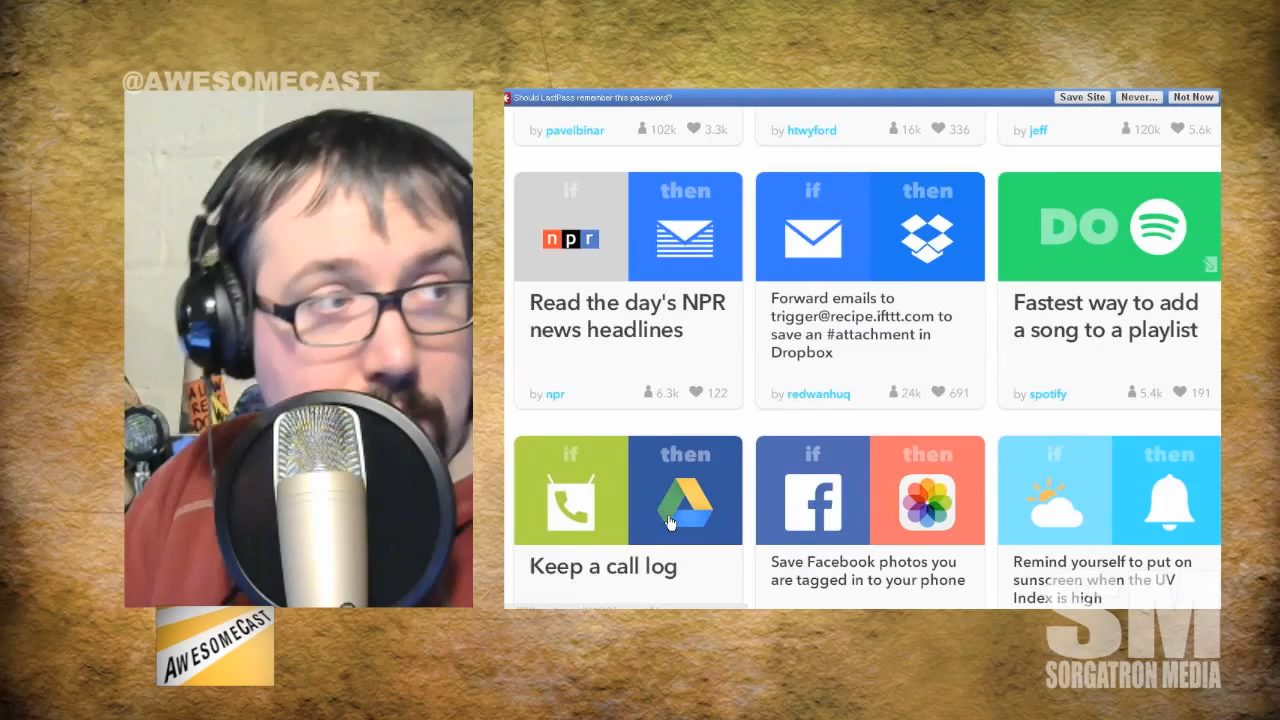 @AWESOMECAST
Should LastPass remember this password?
Save Site
Never...
Not Now
by pavelbinar 102k 3.3k
by htwyford 16k 336
by jeff 120k 5.6k
if then
npr
if then
DO
Read the day's NPR
news headlines
by npr 6.3k 122
Forward emails to
trigger@recipe.ifttt.com to
save an #attachment in
Dropbox
by redwanhuq 24k 691
Fastest way to add
a song to a playlist
by spotify 5.4k 191
if then
if then
if then
Keep a call log
Save Facebook photos you
are tagged in to your phone
Remind yourself to put on
sunscreen when the UV
Index is high
AWESOMECAST
SM
SORGATRON MEDIA